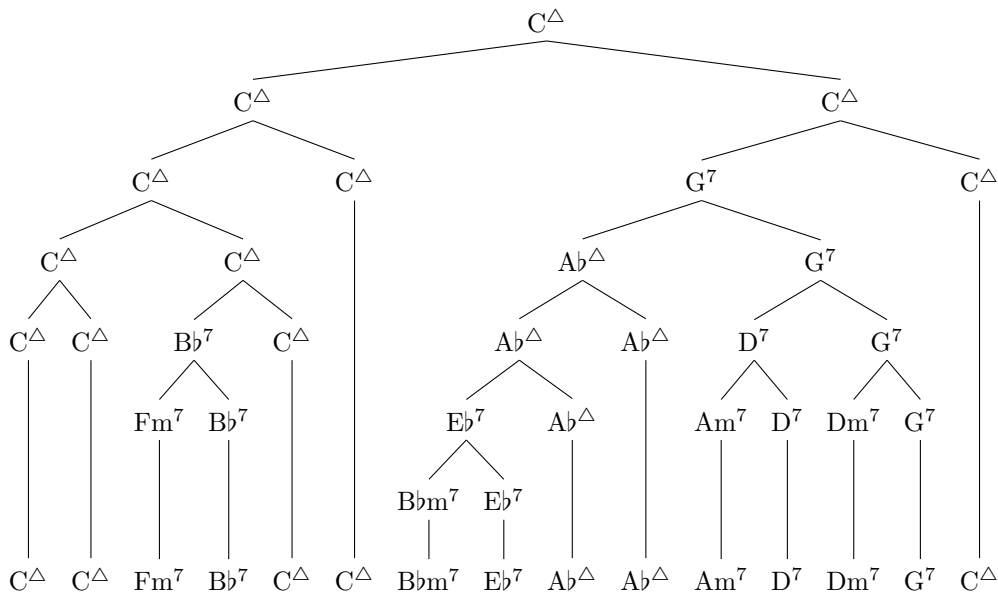 C△
C△ C△
C△ C△ G⁷ C△
C△ C△ A♭△ G⁷
C△ C△ B♭⁷ C△ A♭△ A♭△ D⁷ G⁷
Fm⁷ B♭⁷ E♭⁷ A♭△ Am⁷ D⁷ Dm⁷ G⁷
B♭m⁷ E♭⁷
C△ C△ Fm⁷ B♭⁷ C△ C△ B♭m⁷ E♭⁷ A♭△ A♭△ Am⁷ D⁷ Dm⁷ G⁷ C△